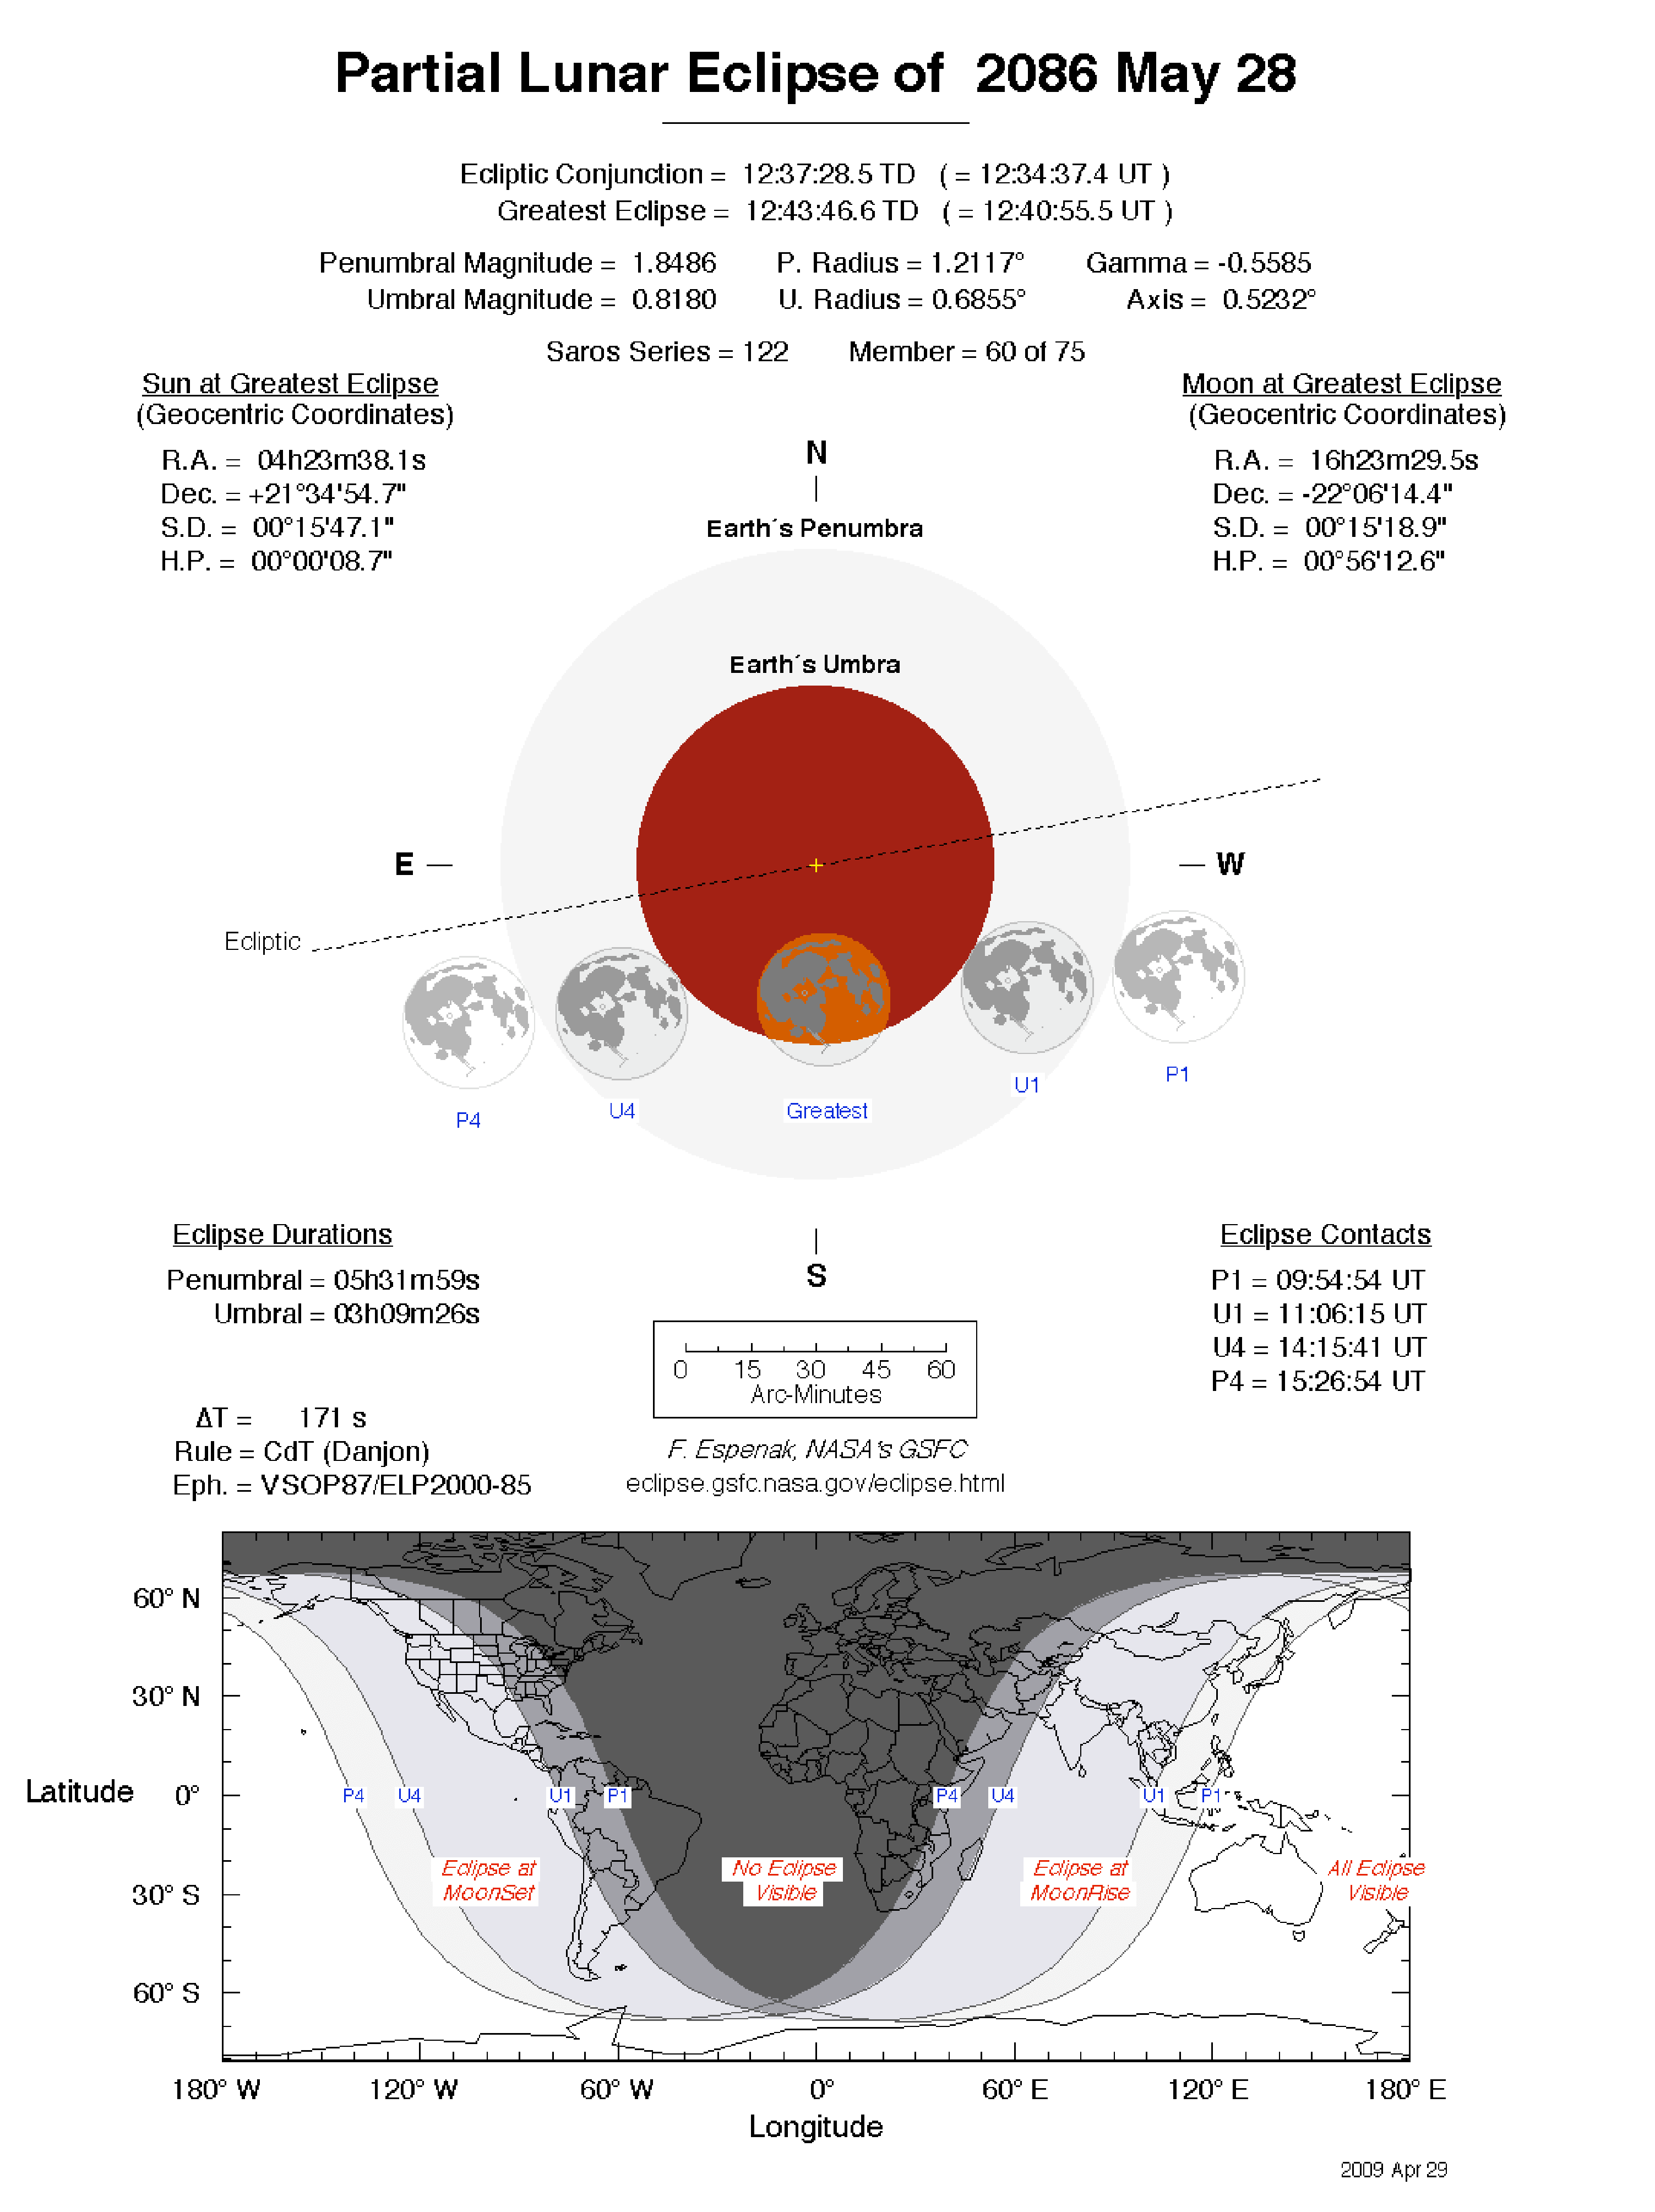 Partial Lunar Eclipse of 2086 May 28
Ecliptic Conjunction = 12:37:28.5 TD ( = 12:34:37.4 UT )
Greatest Eclipse = 12:43:46.6 TD ( = 12:40:55.5 UT )
Penumbral Magnitude = 1.8486 P. Radius = 1.2117° Gamma = -0.5585
Umbral Magnitude = 0.8180 U. Radius = 0.6855° Axis = 0.5232°
Saros Series = 122 Member = 60 of 75
Sun at Greatest Eclipse
(Geocentric Coordinates)
R.A. = 04h23m38.1s
Dec. = +21°34'54.7"
S.D. = 00°15'47.1"
H.P. = 00°00'08.7"
Moon at Greatest Eclipse
(Geocentric Coordinates)
R.A. = 16h23m29.5s
Dec. = -22°06'14.4"
S.D. = 00°15'18.9"
H.P. = 00°56'12.6"
N
Earth´s Penumbra
Earth´s Umbra
E
W
Ecliptic
P4
U4
Greatest
U1
P1
S
Eclipse Durations
Penumbral = 05h31m59s
Umbral = 03h09m26s
Eclipse Contacts
P1 = 09:54:54 UT
U1 = 11:06:15 UT
U4 = 14:15:41 UT
P4 = 15:26:54 UT
0 15 30 45 60
Arc-Minutes
ΔT = 171 s
Rule = CdT (Danjon)
Eph. = VSOP87/ELP2000-85
F. Espenak, NASA's GSFC
eclipse.gsfc.nasa.gov/eclipse.html
60° N
30° N
Latitude 0°
30° S
60° S
P4 U4 U1 P1 P4 U4 U1 P1
Eclipse at
MoonSet
No Eclipse
Visible
Eclipse at
MoonRise
All Eclipse
Visible
180° W 120° W 60° W 0° 60° E 120° E 180° E
Longitude
2009 Apr 29